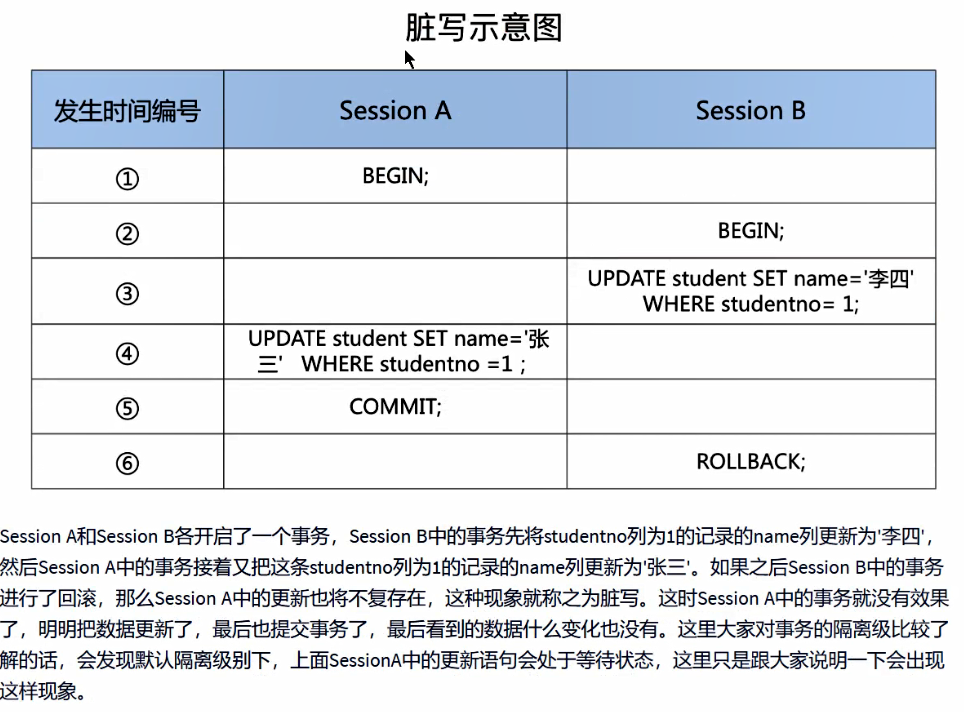 脏写示意图
发生时间编号 Session A Session B
① BEGIN;
② BEGIN;
③ UPDATE student SET name='李四'
WHERE studentno= 1;
④ UPDATE student SET name='张
三' WHERE studentno =1 ;
⑤ COMMIT;
⑥ ROLLBACK;
Session A和Session B各开启了一个事务，Session B中的事务先将studentno列为1的记录的name列更新为'李四'，
然后Session A中的事务接着又把这条studentno列为1的记录的name列更新为'张三'。如果之后Session B中的事务
进行了回滚，那么Session A中的更新也将不复存在，这种现象就称之为脏写。这时Session A中的事务就没有效果
了，明明把数据更新了，最后也提交事务了，最后看到的数据什么变化也没有。这里大家对事务的隔离级比较了
解的话，会发现默认隔离级别下，上面SessionA中的更新语句会处于等待状态，这里只是跟大家说明一下会出现
这样现象。